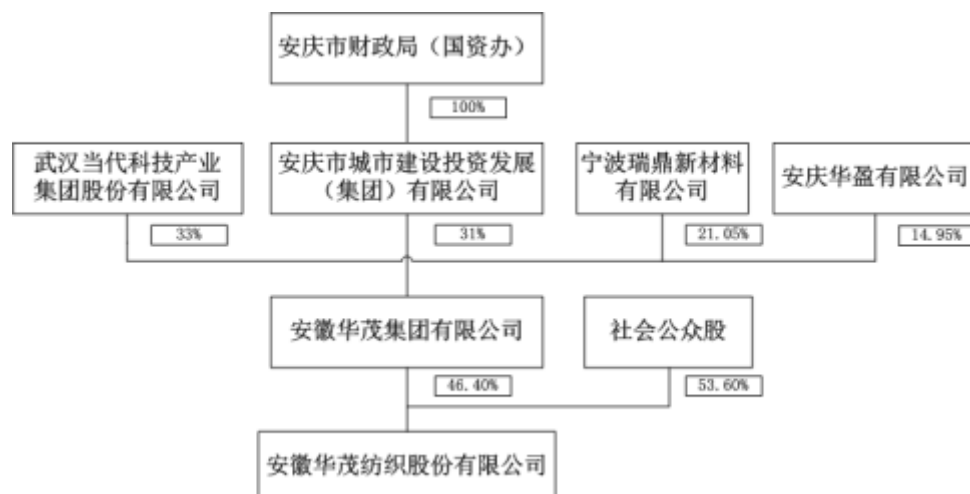 安庆市财政局（国资办）
100%
武汉当代科技产业
集团股份有限公司
安庆市城市建设投资发展
（集团）有限公司
宁波瑞鼎新材料
有限公司
安庆华盈有限公司
33%
31%
21.05%
14.95%
安徽华茂集团有限公司
社会公众股
46.40%
53.60%
安徽华茂纺织股份有限公司